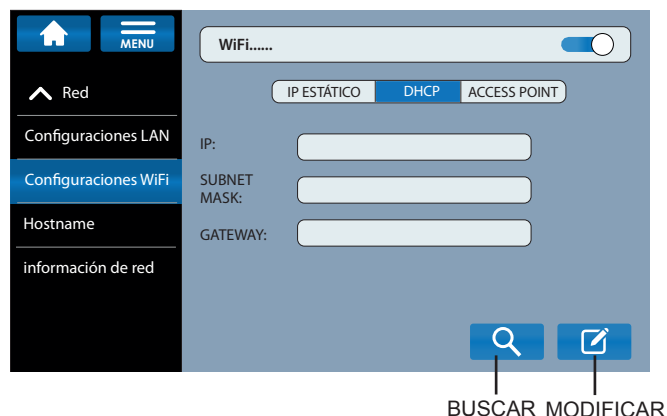 MENU
WiFi......
Red
IP ESTÁTICO
DHCP
ACCESS POINT
Configuraciones LAN
IP:
Configuraciones WiFi
SUBNET
MASK:
Hostname
GATEWAY:
información de red
BUSCAR
MODIFICAR